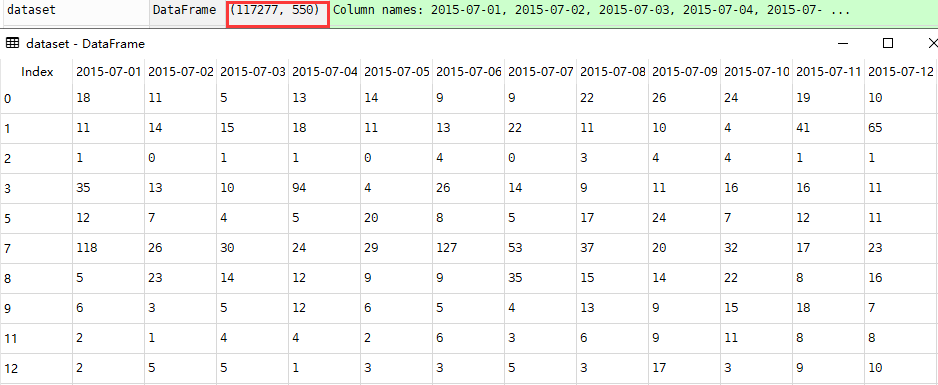 dataset DataFrame (117277, 550) Column names: 2015-07-01, 2015-07-02, 2015-07-03, 2015-07-04, 2015-07- ...
dataset - DataFrame
Index 2015-07-01 2015-07-02 2015-07-03 2015-07-04 2015-07-05 2015-07-06 2015-07-07 2015-07-08 2015-07-09 2015-07-10 2015-07-11 2015-07-12
0 18 11 5 13 14 9 9 22 26 24 19 10
1 11 14 15 18 11 13 22 11 10 4 41 65
2 1 0 1 1 0 4 0 3 4 4 1 1
3 35 13 10 94 4 26 14 9 11 16 16 11
5 12 7 4 5 20 8 5 17 24 7 12 11
7 118 26 30 24 29 127 53 37 20 32 17 23
8 5 23 14 12 9 9 35 15 14 22 8 16
9 6 3 5 12 6 5 4 13 9 15 18 7
11 2 1 4 4 2 6 3 6 9 11 8 8
12 2 5 5 1 3 3 5 3 17 3 9 10